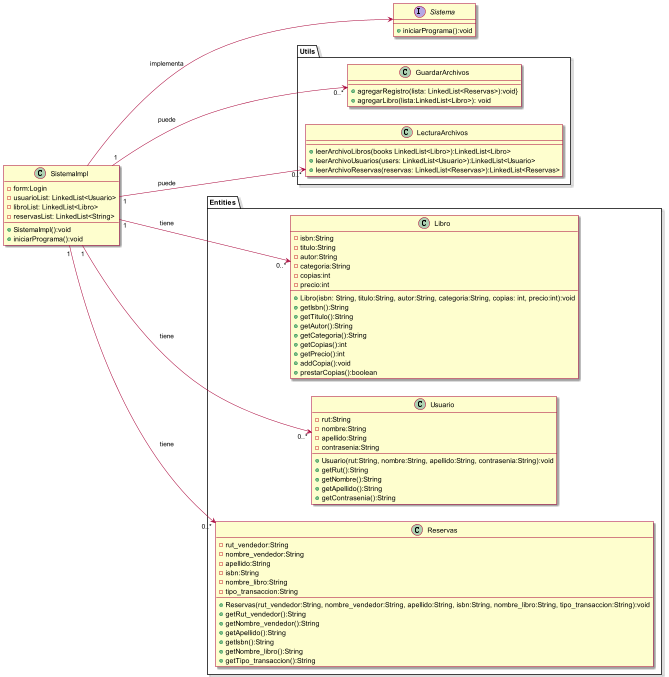 Sistema
iniciarPrograma():void
implementa
Utils
GuardarArchivos
agregarRegistro(lista: LinkedList<Reservas>):void}
agregarLibro(lista:LinkedList<Libro>): void
0..*
puede
1
LecturaArchivos
leerArchivoLibros(books LinkedList<Libro>):LinkedList<Libro>
leerArchivoUsuarios(users: LinkedList<Usuario>):LinkedList<Usuario>
leerArchivoReservas(reservas: LinkedList<Reservas>):LinkedList<Reservas>
0..*
puede
1
SistemaImpl
form:Login
usuarioList: LinkedList<Usuario>
libroList: LinkedList<Libro>
reservasList: LinkedList<String>
SistemaImpl():void
iniciarPrograma():void
1
tiene
0..*
1
1
Entities
Libro
isbn:String
titulo:String
autor:String
categoria:String
copias:int
precio:int
Libro(isbn: String, titulo:String, autor:String, categoria:String, copias: int, precio:int):void
getIsbn():String
getTitulo():String
getAutor():String
getCategoria():String
getCopias():int
getPrecio():int
addCopia():void
prestarCopias():boolean
tiene
0..*
Usuario
rut:String
nombre:String
apellido:String
contrasenia:String
Usuario(rut:String, nombre:String, apellido:String, contrasenia:String):void
getRut():String
getNombre():String
getApellido():String
getContrasenia():String
tiene
0..*
Reservas
rut_vendedor:String
nombre_vendedor:String
apellido:String
isbn:String
nombre_libro:String
tipo_transaccion:String
Reservas(rut_vendedor:String, nombre_vendedor:String, apellido:String, isbn:String, nombre_libro:String, tipo_transaccion:String):void
getRut_vendedor():String
getNombre_vendedor():String
getApellido():String
getIsbn():String
getNombre_libro():String
getTipo_transaccion():String